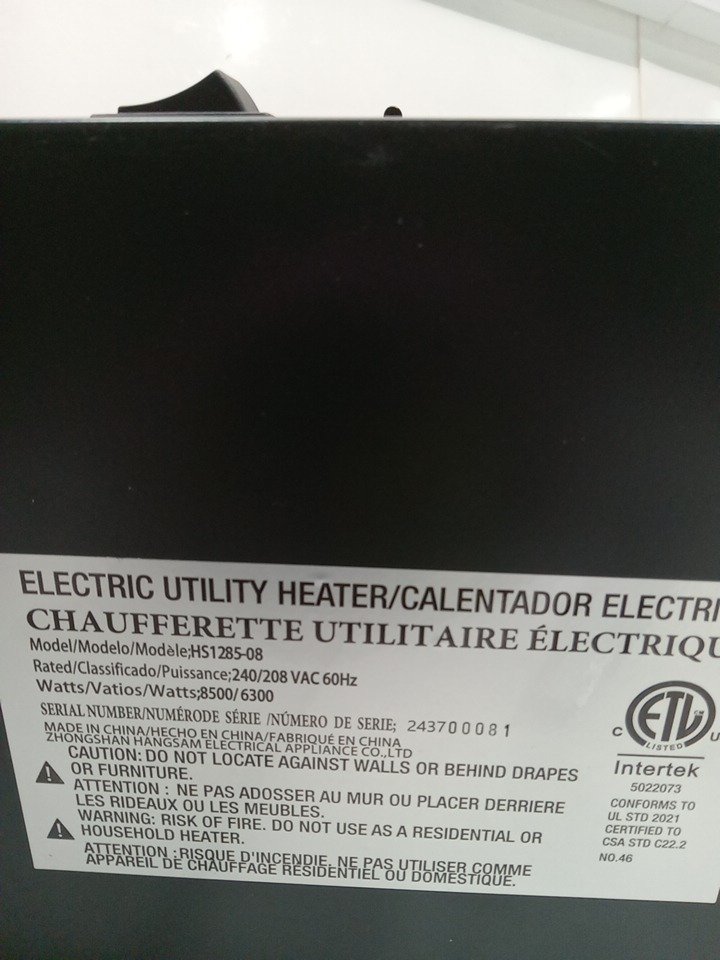 ELECTRIC UTILITY HEATER/CALENTADOR ELECTRI
CHAUFFERETTE UTILITAIRE ÉLECTRIQU
Model/Modelo/Modèle;HS1285-08
Rated/Classificado/Puissance;240/208 VAC 60Hz
Watts/Vatios/Watts;8500/6300
SERIAL NUMBER/NUMÉRODE SÉRIE /NÚMERO DE SERIE; 243700081
MADE IN CHINA/HECHO EN CHINA/FABRIQUÉ EN CHINA
ZHONGSHAN HANGSAM ELECTRICAL APPLIANCE CO.,LTD
CAUTION: DO NOT LOCATE AGAINST WALLS OR BEHIND DRAPES
OR FURNITURE.
ATTENTION : NE PAS ADOSSER AU MUR OU PLACER DERRIERE
LES RIDEAUX OU LES MEUBLES.
WARNING: RISK OF FIRE. DO NOT USE AS A RESIDENTIAL OR
HOUSEHOLD HEATER.
ATTENTION :RISQUE D'INCENDIE. NE PAS UTILISER COMME
APPAREIL DE CHAUFFAGE RÉSIDENTIEL OU DOMESTIQUE.
C ETL CM U
LISTED
Intertek
5022073
CONFORMS TO
UL STD 2021
CERTIFIED TO
CSA STD C22.2
NO.46